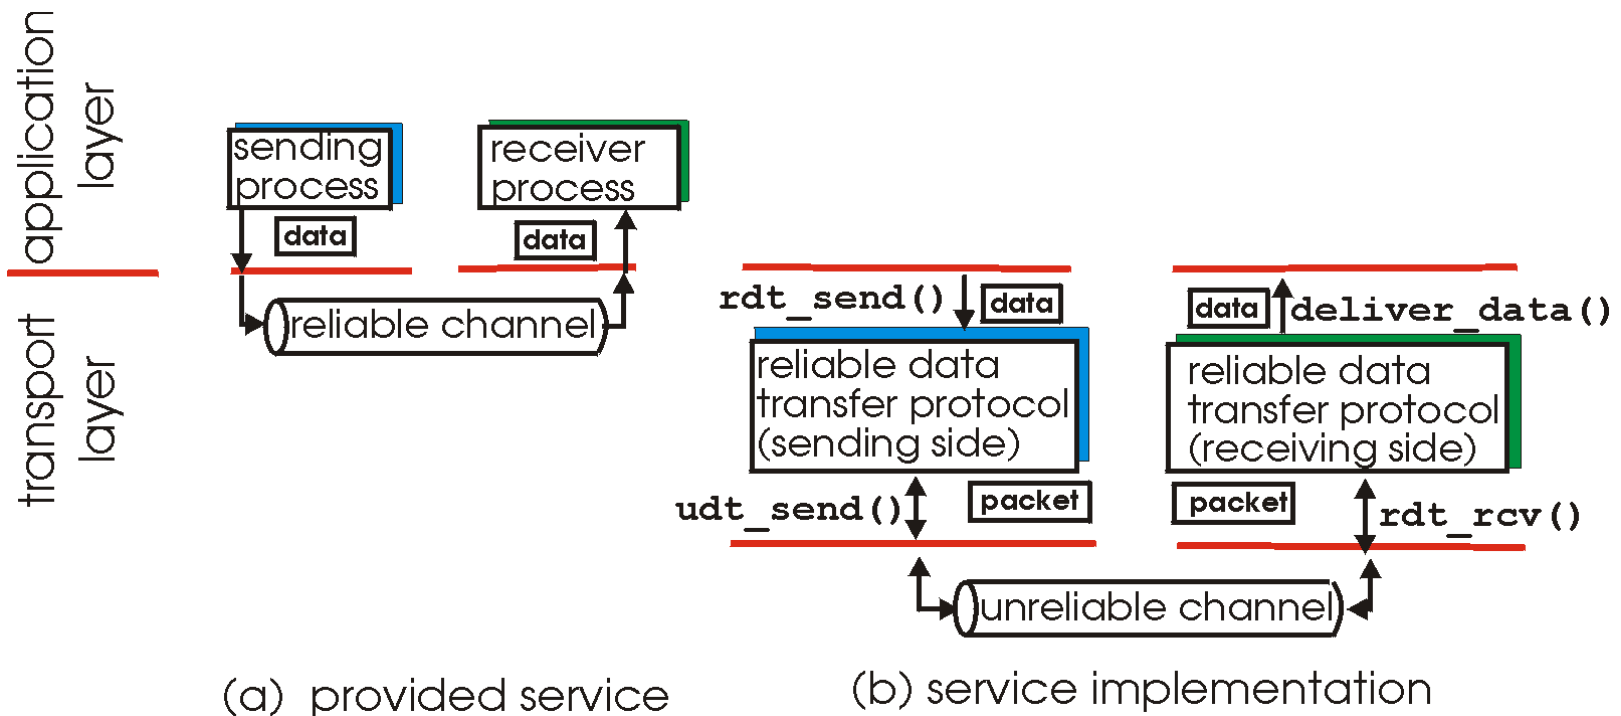 application
layer
transport
layer
sending
process
receiver
process
data
data
reliable channel
rdt_send()
data
data
deliver_data()
reliable data
transfer protocol
(sending side)
reliable data
transfer protocol
(receiving side)
udt_send()
packet
packet
rdt_rcv()
unreliable channel
(a) provided service
(b) service implementation